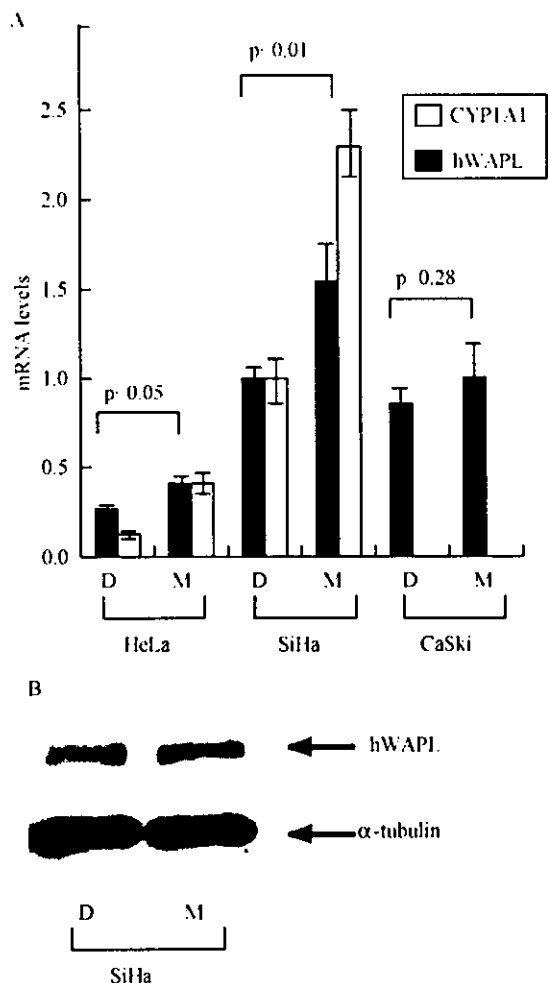 A
mRNA levels
2.5
2.0
1.5
1.0
0.5
0.0
p· 0.01
p· 0.05
p 0.28
CYP1A1
hWAPL
D M D M D M
HeLa SiHa CaSki
B
hWAPL
α-tubulin
D M
SiHa